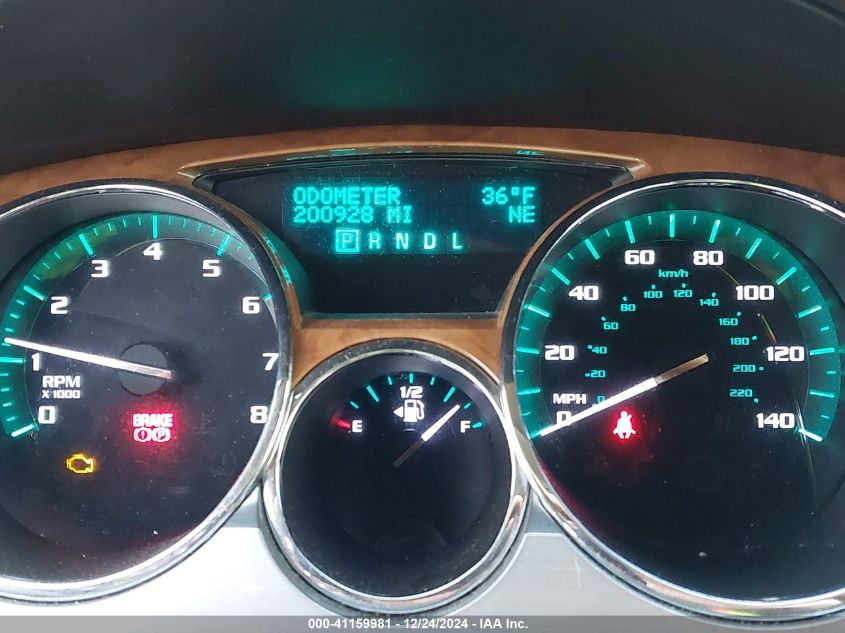 ODOMETER 36°F
200928 MI NE
P R N D L
0 1 2 3 4 5 6 7 8
RPM
X 1000
BRAKE
(!) (P)
1/2
E F
0 20 40 60 80 100 120 140
MPH
km/h
0 20 40 60 80 100 120 140 160 180 200 220
000-41159981 - 12/24/2024 - IAA Inc.